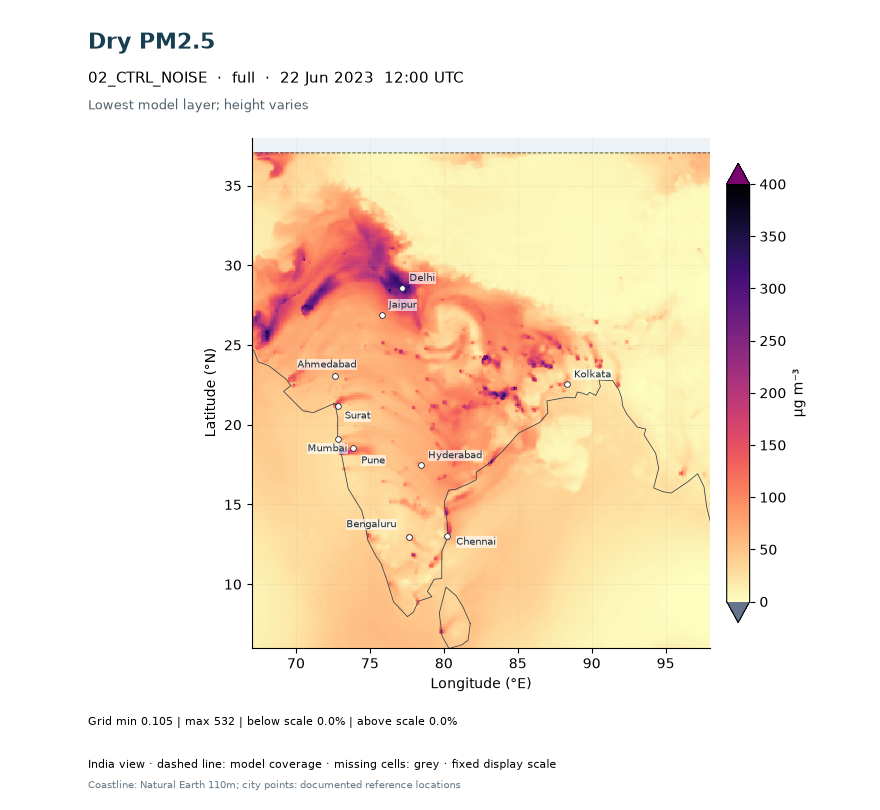 Dry PM2.5
02_CTRL_NOISE · full · 22 Jun 2023 12:00 UTC
Lowest model layer; height varies
35
30
25
20
15
10
Latitude (°N)
70
75
80
85
90
95
Longitude (°E)
Delhi
Jaipur
Ahmedabad
Kolkata
Surat
Mumbai
Pune
Hyderabad
Bengaluru
Chennai
400
350
300
250
200
150
100
50
0
µg m⁻³
Grid min 0.105 | max 532 | below scale 0.0% | above scale 0.0%
India view · dashed line: model coverage · missing cells: grey · fixed display scale
Coastline: Natural Earth 110m; city points: documented reference locations